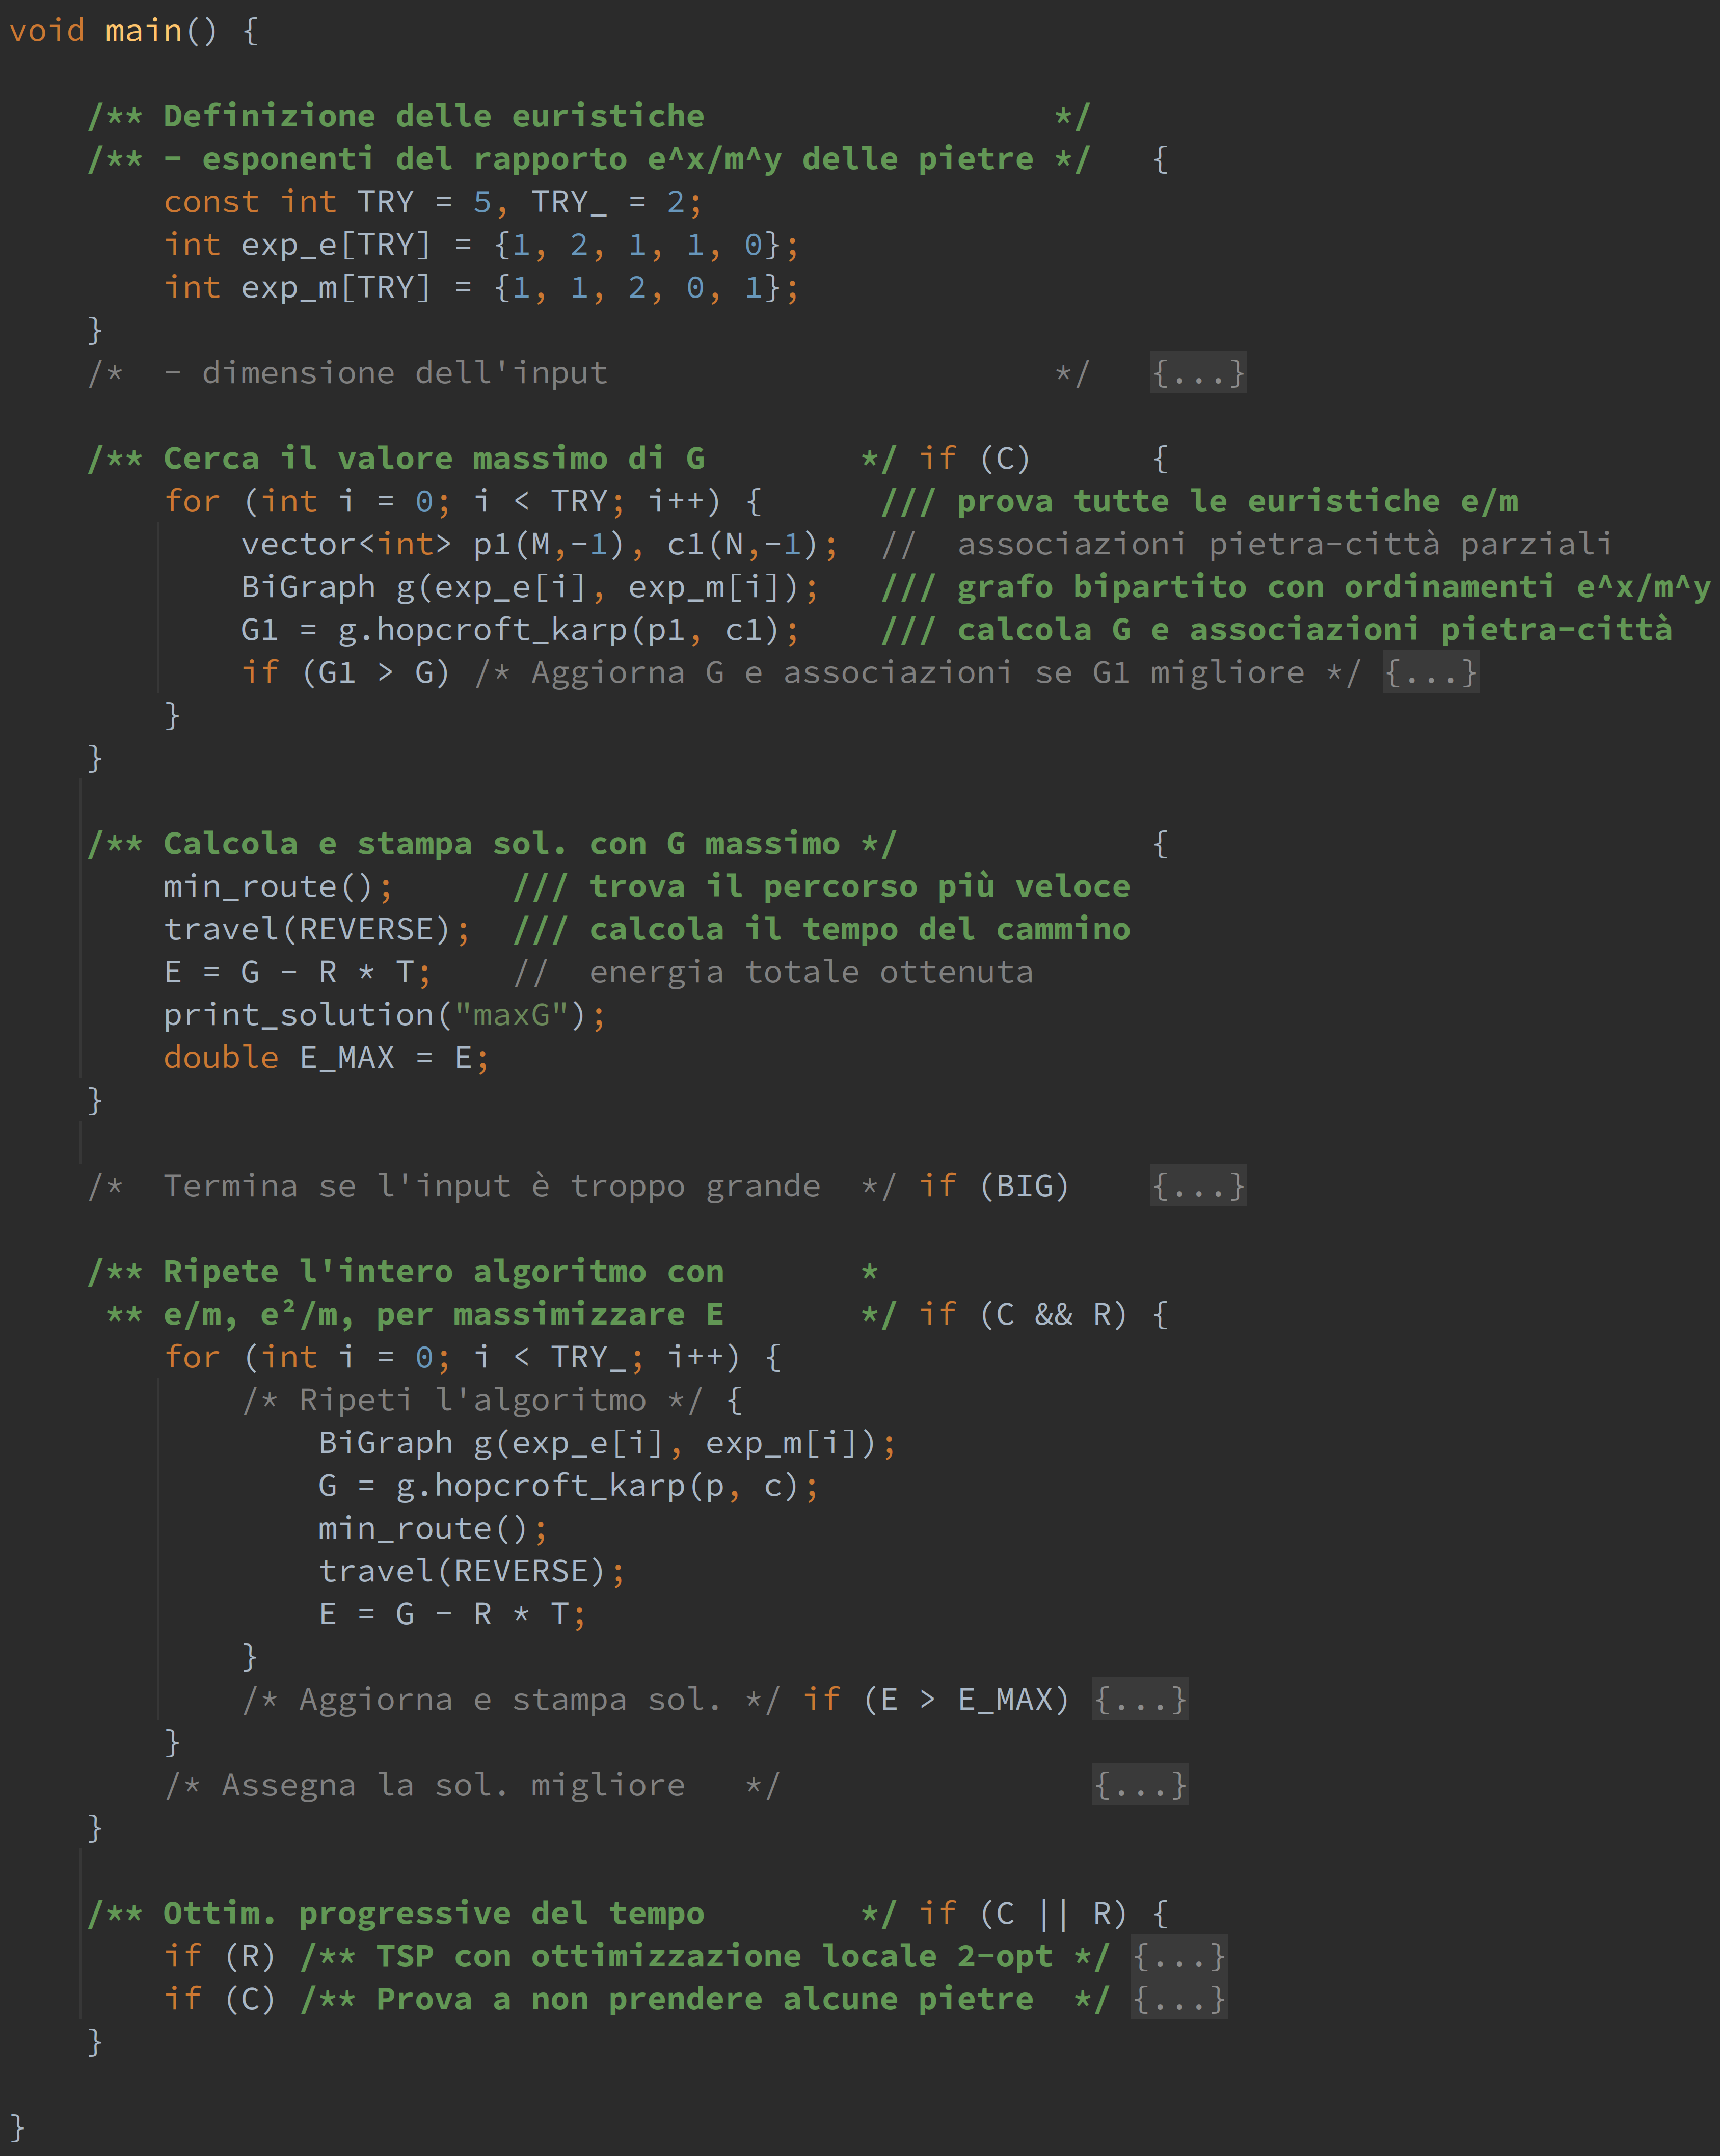 void main() {
/** Definizione delle euristiche */
/** - esponenti del rapporto e^x/m^y delle pietre */ {
const int TRY = 5, TRY_ = 2;
int exp_e[TRY] = {1, 2, 1, 1, 0};
int exp_m[TRY] = {1, 1, 2, 0, 1};
}
/* - dimensione dell'input */ {...}
/** Cerca il valore massimo di G */ if (C) {
for (int i = 0; i < TRY; i++) { /// prova tutte le euristiche e/m
vector<int> p1(M,-1), c1(N,-1); // associazioni pietra-città parziali
BiGraph g(exp_e[i], exp_m[i]); /// grafo bipartito con ordinamenti e^x/m^y
G1 = g.hopcroft_karp(p1, c1); /// calcola G e associazioni pietra-città
if (G1 > G) /* Aggiorna G e associazioni se G1 migliore */ {...}
}
}
/** Calcola e stampa sol. con G massimo */ {
min_route(); /// trova il percorso più veloce
travel(REVERSE); /// calcola il tempo del cammino
E = G - R * T; // energia totale ottenuta
print_solution("maxG");
double E_MAX = E;
}
/* Termina se l'input è troppo grande */ if (BIG) {...}
/** Ripete l'intero algoritmo con *
** e/m, e²/m, per massimizzare E */ if (C && R) {
for (int i = 0; i < TRY_; i++) {
/* Ripeti l'algoritmo */ {
BiGraph g(exp_e[i], exp_m[i]);
G = g.hopcroft_karp(p, c);
min_route();
travel(REVERSE);
E = G - R * T;
}
/* Aggiorna e stampa sol. */ if (E > E_MAX) {...}
}
/* Assegna la sol. migliore */ {...}
}
/** Ottim. progressive del tempo */ if (C || R) {
if (R) /** TSP con ottimizzazione locale 2-opt */ {...}
if (C) /** Prova a non prendere alcune pietre */ {...}
}
}